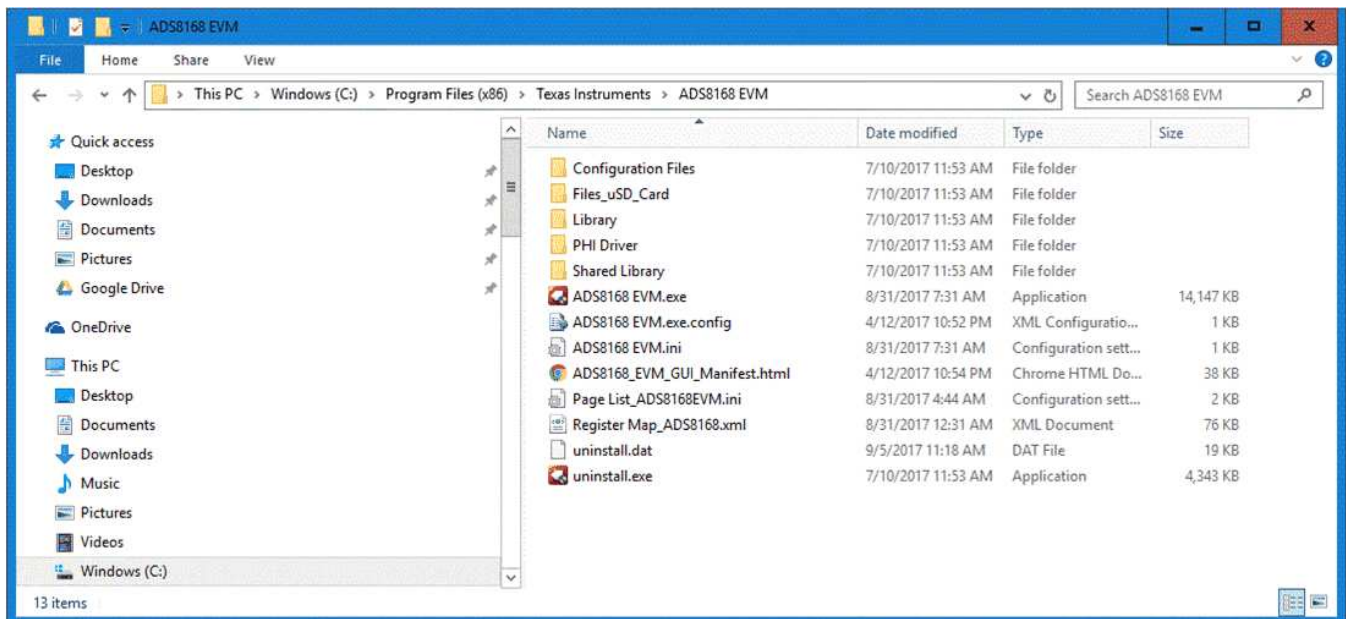 ADS8168 EVM
File Home Share View
This PC > Windows (C:) > Program Files (x86) > Texas Instruments > ADS8168 EVM Search ADS8168 EVM
Quick access
Desktop
Downloads
Documents
Pictures
Google Drive
OneDrive
This PC
Desktop
Documents
Downloads
Music
Pictures
Videos
Windows (C:)
Name Date modified Type Size
Configuration Files 7/10/2017 11:53 AM File folder
Files_uSD_Card 7/10/2017 11:53 AM File folder
Library 7/10/2017 11:53 AM File folder
PHI Driver 7/10/2017 11:53 AM File folder
Shared Library 7/10/2017 11:53 AM File folder
ADS8168 EVM.exe 8/31/2017 7:31 AM Application 14,147 KB
ADS8168 EVM.exe.config 4/12/2017 10:52 PM XML Configuratio... 1 KB
ADS8168 EVM.ini 8/31/2017 7:31 AM Configuration sett... 1 KB
ADS8168_EVM_GUI_Manifest.html 4/12/2017 10:54 PM Chrome HTML Do... 38 KB
Page List_ADS8168EVM.ini 8/31/2017 4:44 AM Configuration sett... 2 KB
Register Map_ADS8168.xml 8/31/2017 12:31 AM XML Document 76 KB
uninstall.dat 9/5/2017 11:18 AM DAT File 19 KB
uninstall.exe 7/10/2017 11:53 AM Application 4,343 KB
13 items